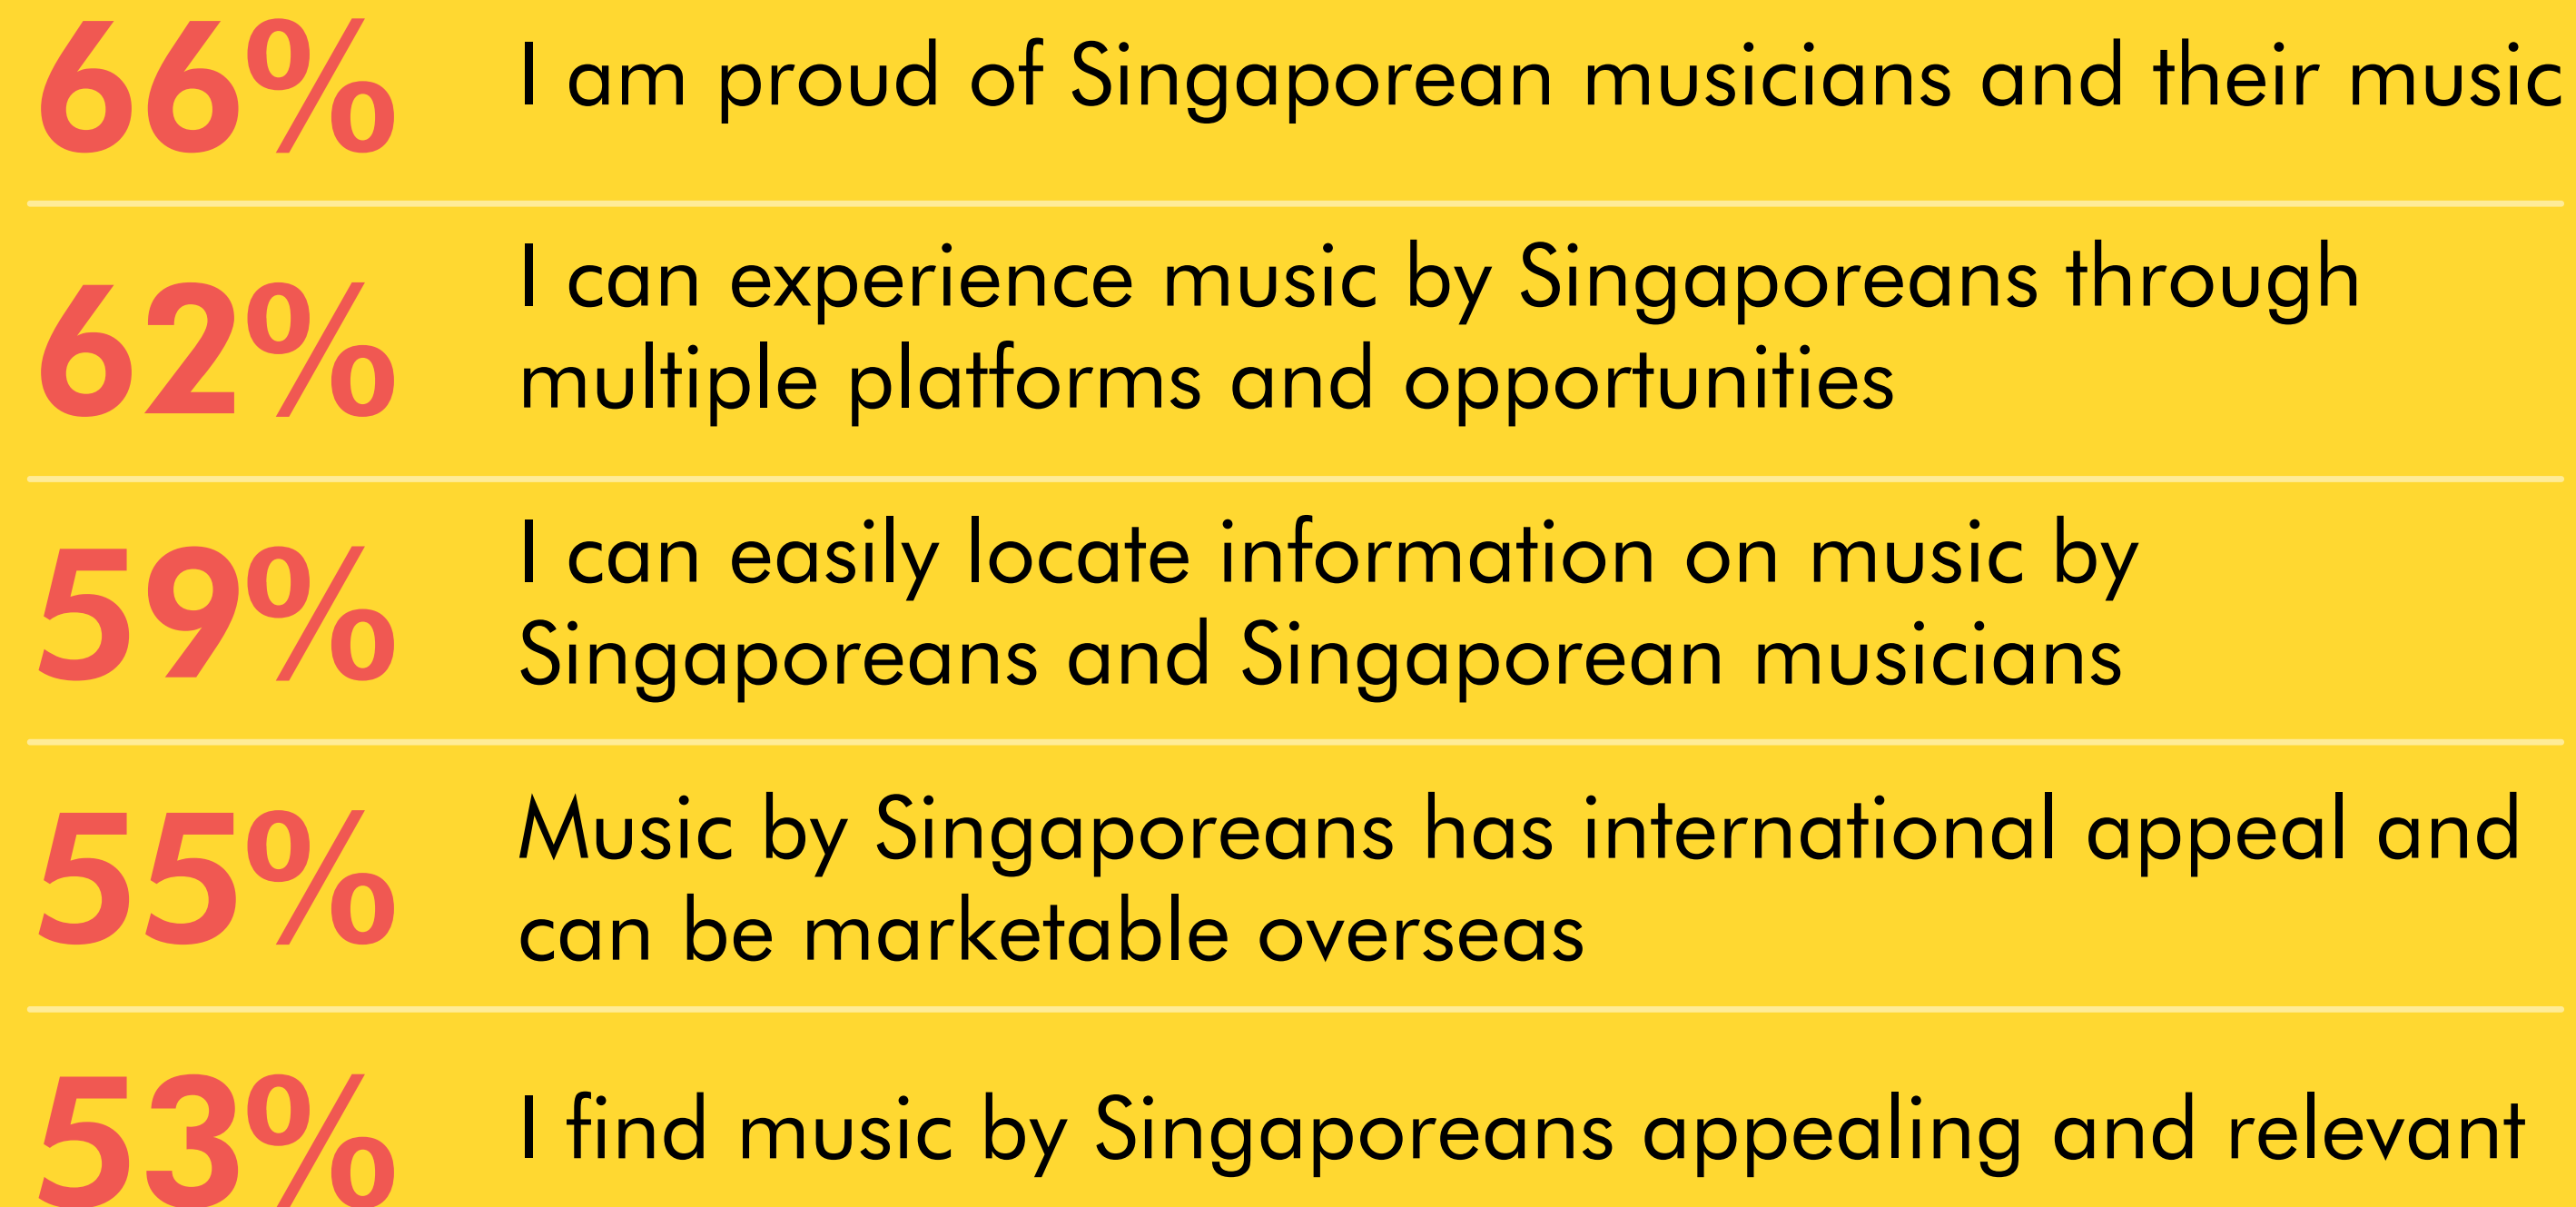 66%
I am proud of Singaporean musicians and their music
62%
I can experience music by Singaporeans through
multiple platforms and opportunities
59%
I can easily locate information on music by
Singaporeans and Singaporean musicians
55%
Music by Singaporeans has international appeal and
can be marketable overseas
53%
I find music by Singaporeans appealing and relevant